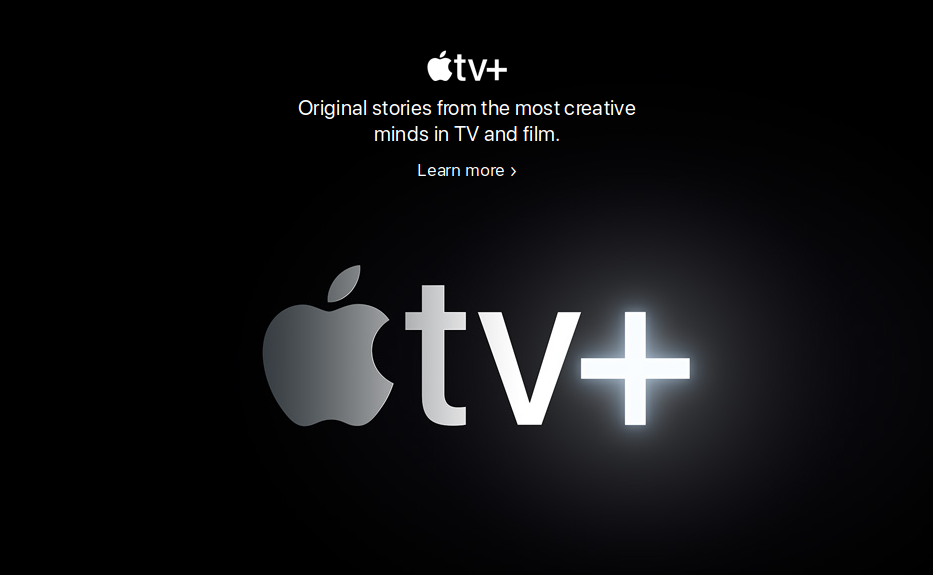 tv+
Original stories from the most creative
minds in TV and film.
Learn more ›
tv+